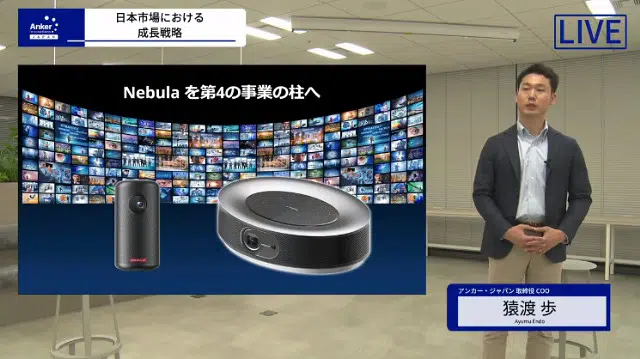 Anker
JAPAN
日本市場における
成長戦略
LIVE
Nebula を第4の事業の柱へ
アンカー・ジャパン 取締役 COO
猿渡 歩
Ayumu Endo